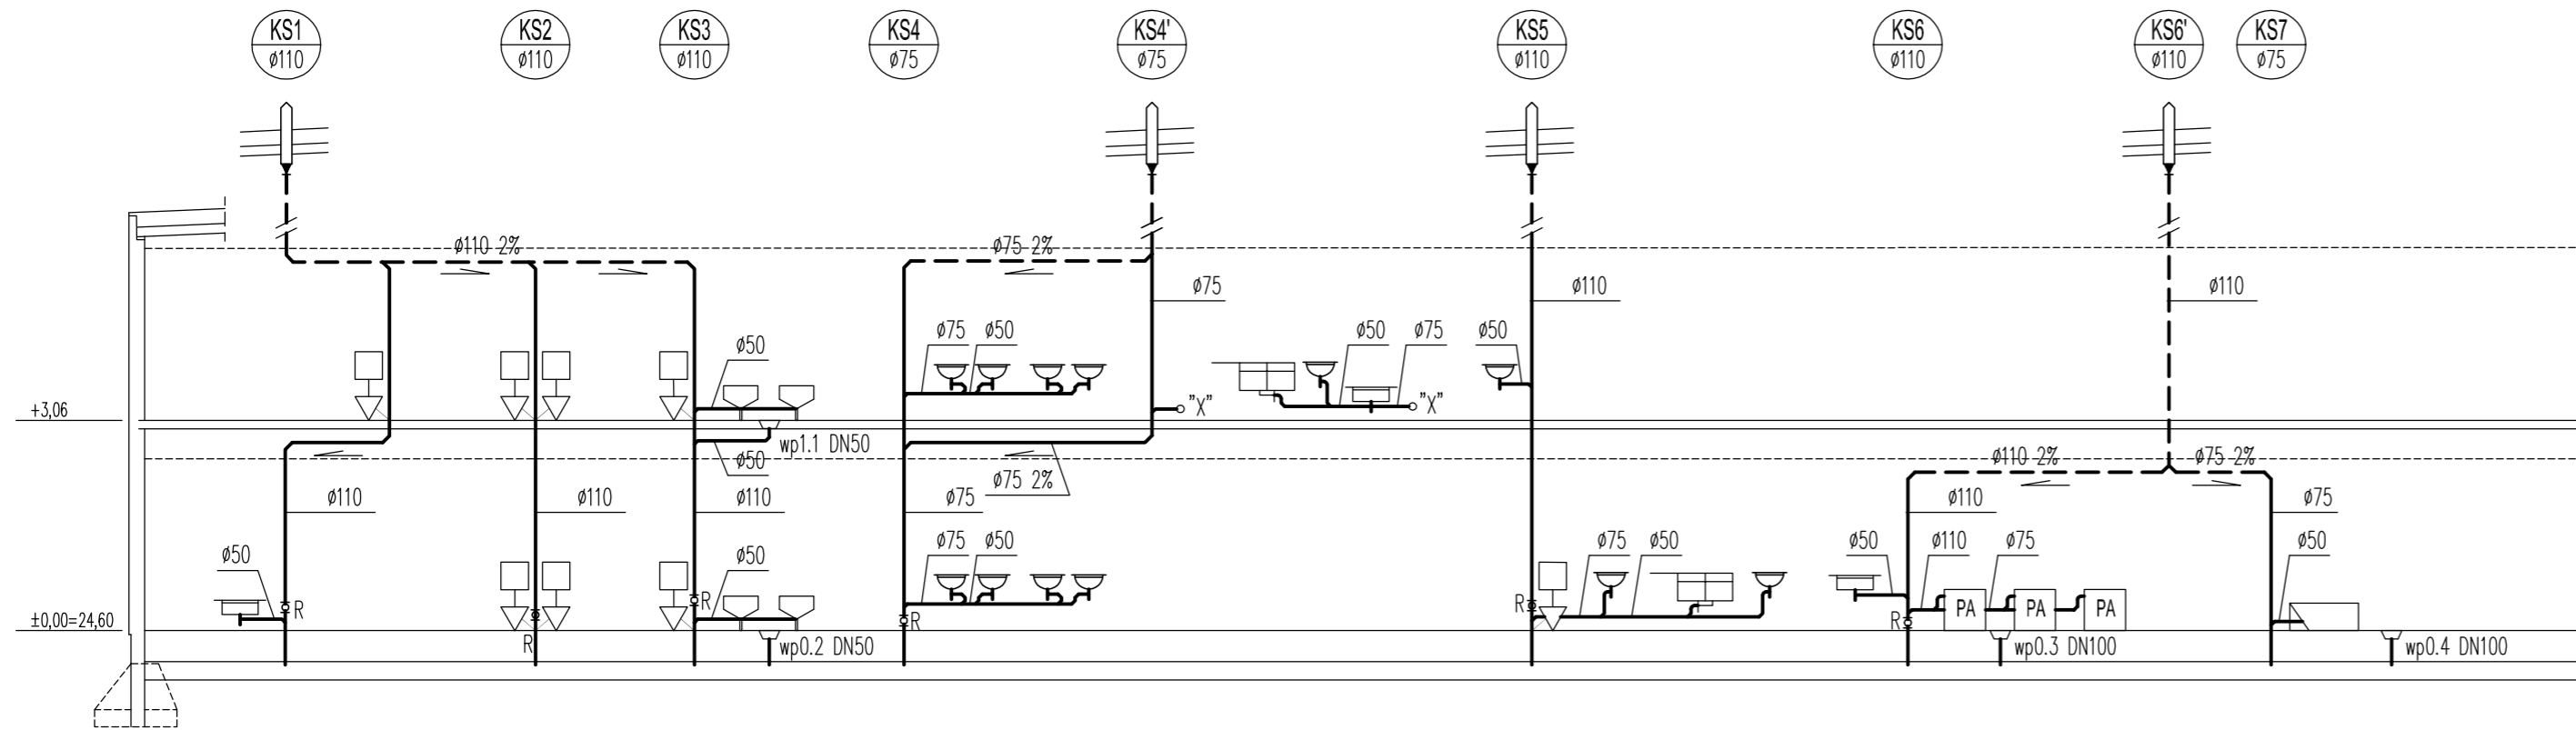 KS1
ø110
KS2
ø110
KS3
ø110
KS4
ø75
KS4'
ø75
KS5
ø110
KS6
ø110
KS6'
ø110
KS7
ø75
ø110 2%
ø75 2%
ø75
ø110
ø110
ø50
ø75 ø50
ø50 ø75
ø50
+3,06
"X"
"X"
wp1.1 DN50
ø50
ø75 2%
ø110 2%
ø75 2%
ø110
ø110
ø110
ø75
ø110
ø75
ø50
ø50
ø75 ø50
ø75 ø50
ø50
ø110 ø75
ø50
R
R
R
R
R
R
PA
PA
PA
±0,00=24,60
wp0.2 DN50
wp0.3 DN100
wp0.4 DN100